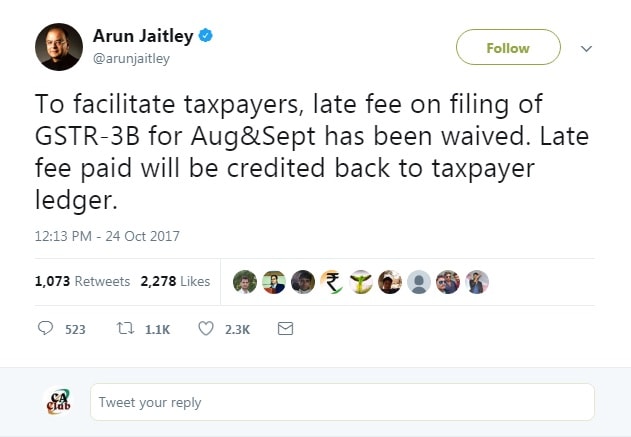 Arun Jaitley
@arunjaitley
Follow
To facilitate taxpayers, late fee on filing of
GSTR-3B for Aug&Sept has been waived. Late
fee paid will be credited back to taxpayer
ledger.
12:13 PM - 24 Oct 2017
1,073 Retweets 2,278 Likes
523 1.1K 2.3K
CA
Club
Tweet your reply